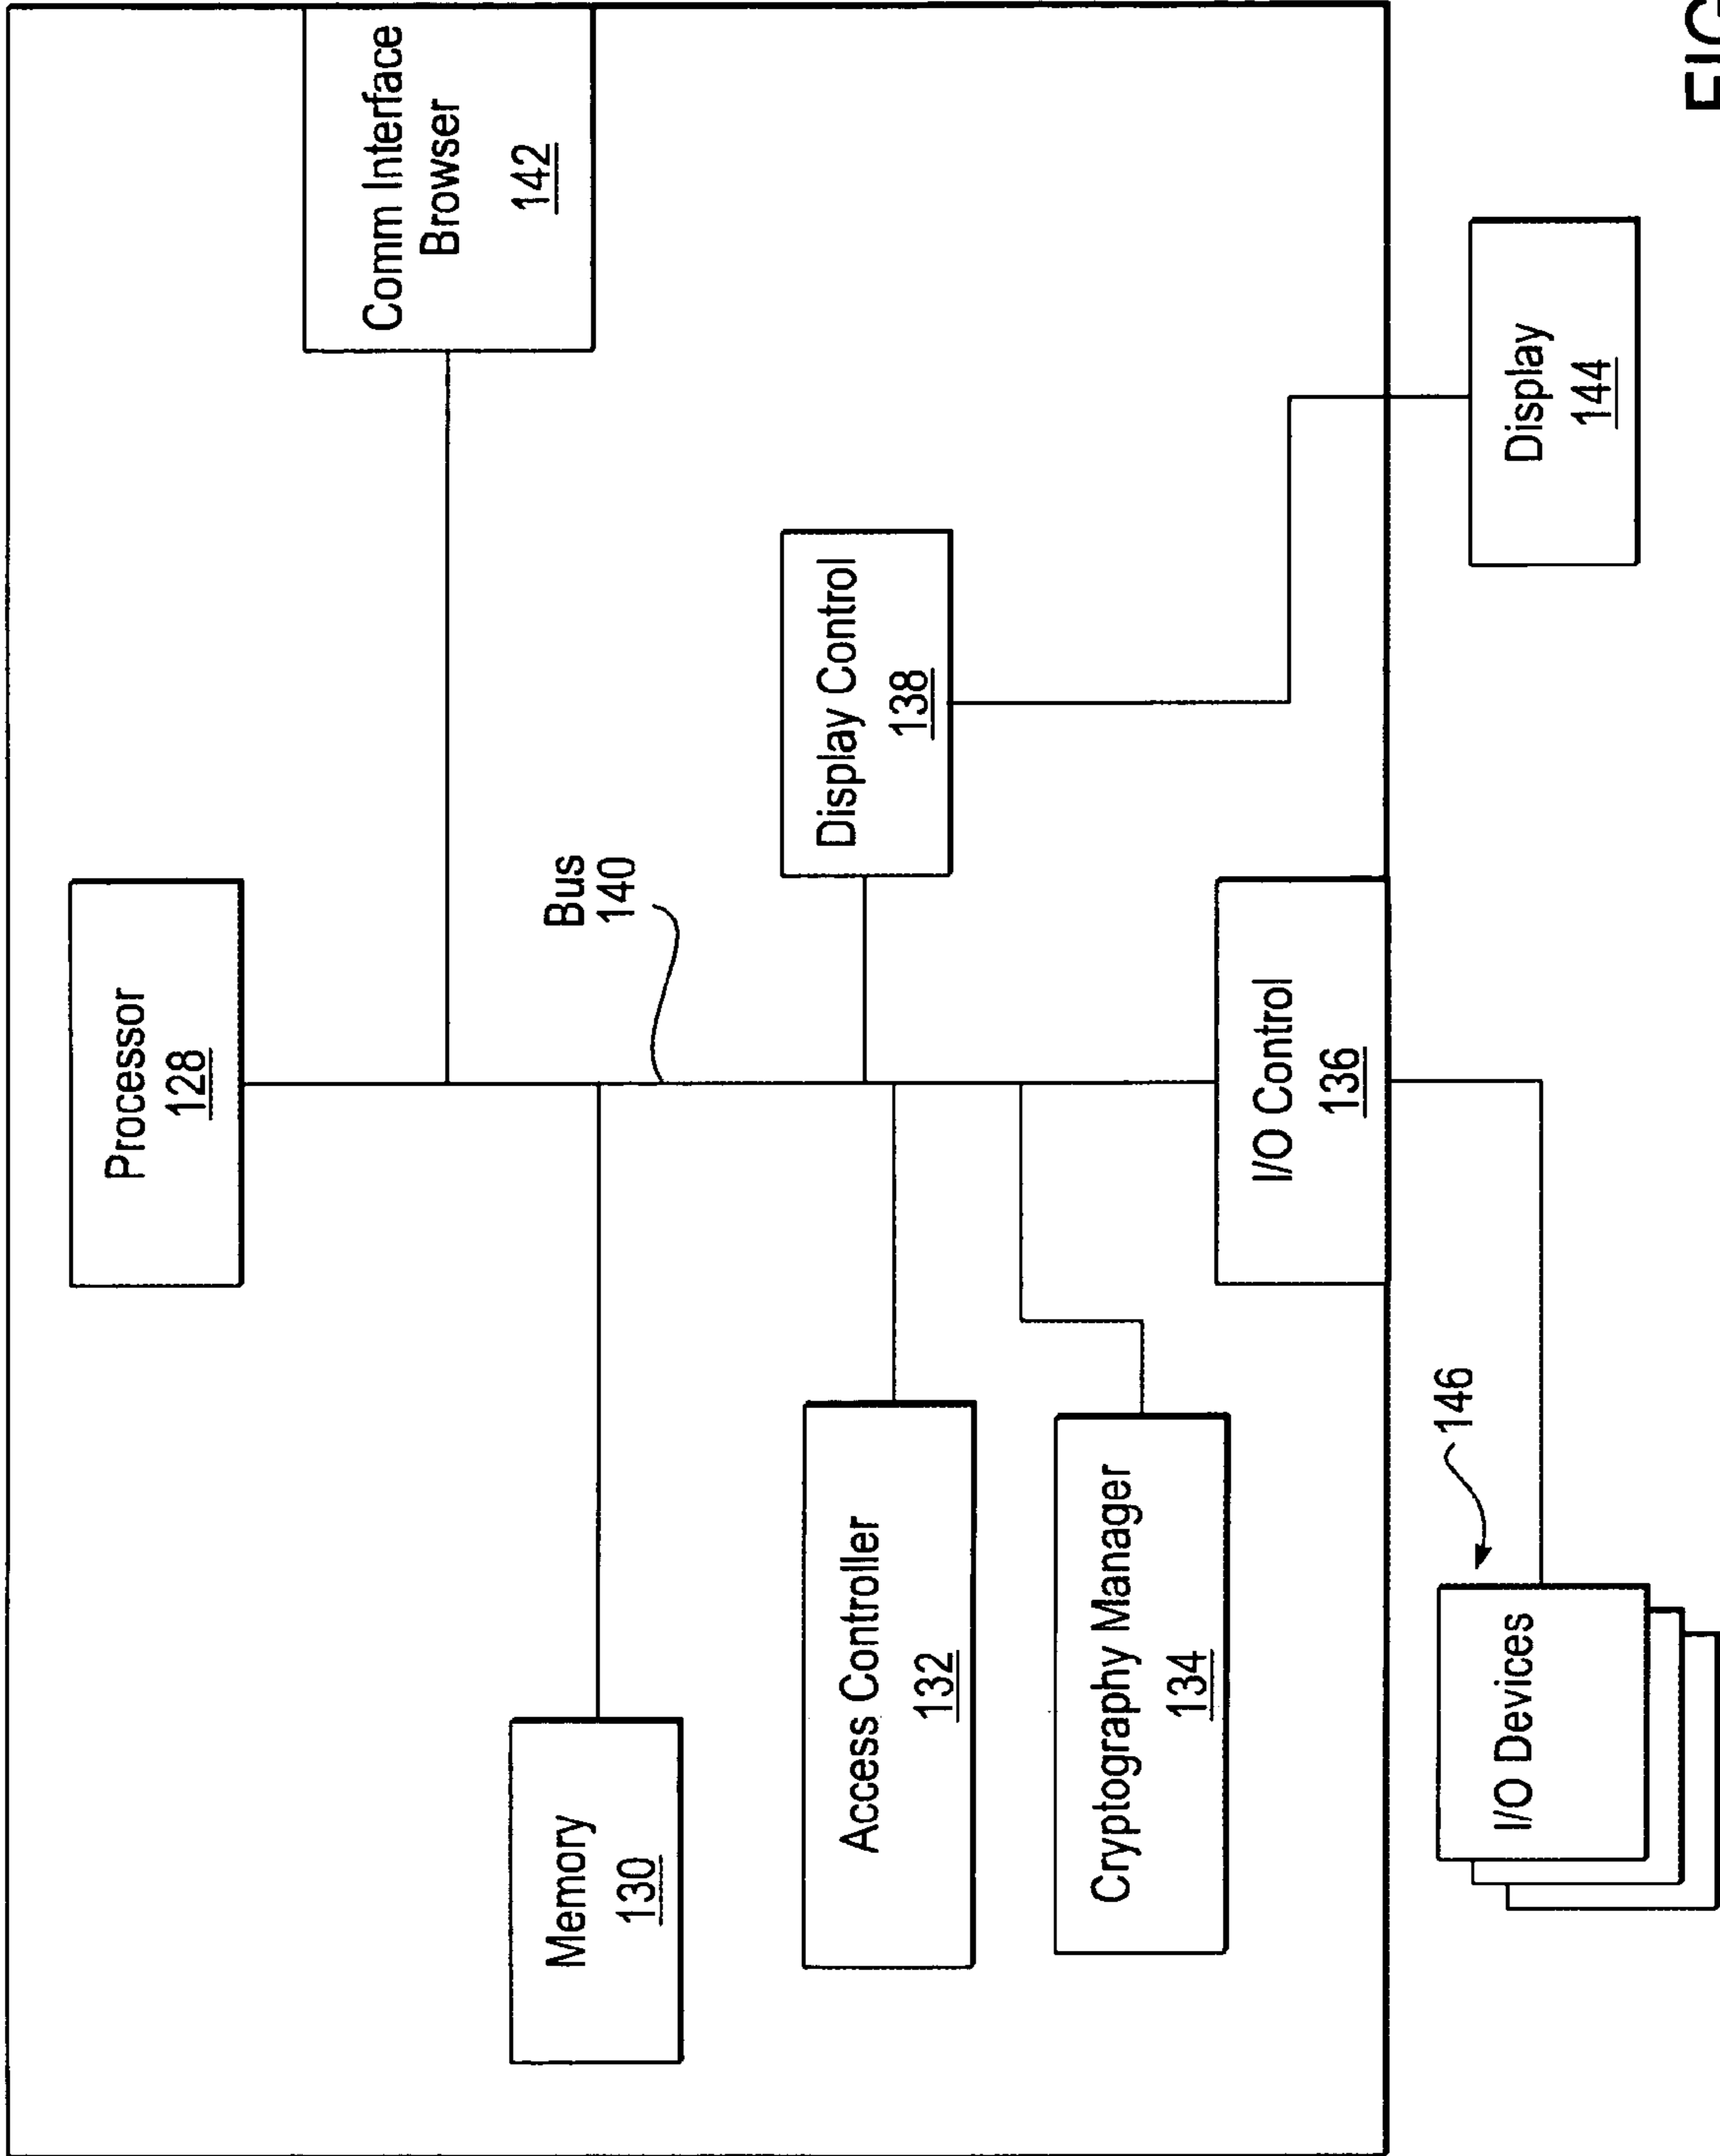 Processor
128
Comm Interface
Browser
142
Memory
130
Bus
140
Display Control
138
Access Controller
132
Cryptography Manager
134
I/O Control
136
146
I/O Devices
Display
144
FIG